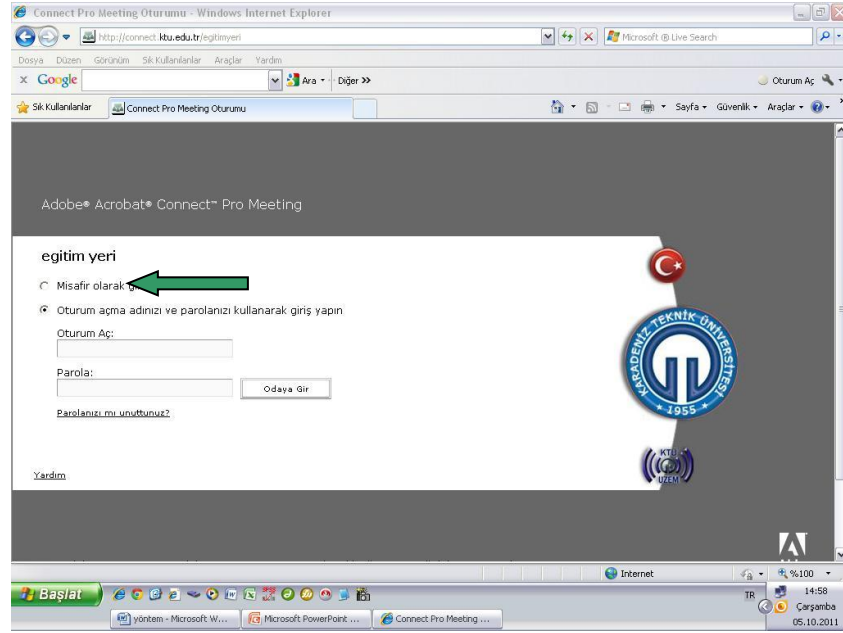 Connect Pro Meeting Oturumu - Windows Internet Explorer
http://connect.ktu.edu.tr/egitimyeri
Microsoft ® Live Search
Dosya Düzen Görünüm Sık Kullanılanlar Araçlar Yardım
x Google Ara Diğer >> Oturum Aç
Sık Kullanılanlar Connect Pro Meeting Oturumu Sayfa Güvenlik Araçlar
Adobe® Acrobat® Connect™ Pro Meeting
egitim yeri
Misafir olarak
Oturum açma adınızı ve parolanızı kullanarak giriş yapın
Oturum Aç:
Parola:
Odaya Gir
Parolanızı mı unuttunuz?
Yardım
KARADENİZ TEKNİK ÜNİVERSİTESİ
1955
KTÜ
UZEM
Internet %100
Başlat TR 14:58
Çarşamba
yöntem - Microsoft W... Microsoft PowerPoint ... Connect Pro Meeting ... 05.10.2011